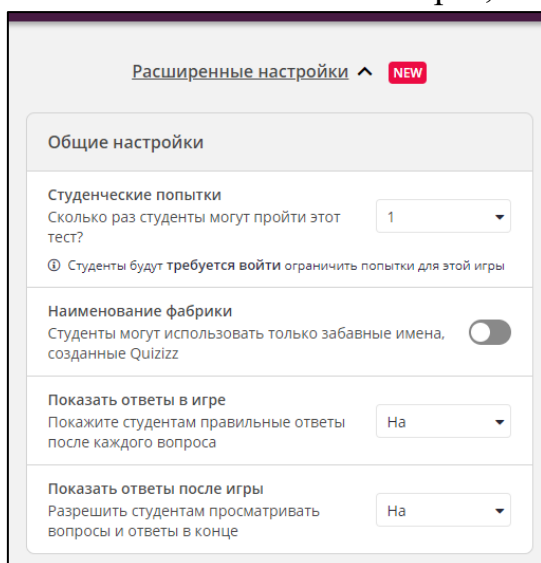 Расширенные настройки NEW
Общие настройки
Студенческие попытки
Сколько раз студенты могут пройти этот
тест?
1
Студенты будут требуется войти ограничить попытки для этой игры
Наименование фабрики
Студенты могут использовать только забавные имена,
созданные Quizizz
Показать ответы в игре
Покажите студентам правильные ответы
после каждого вопроса
На
Показать ответы после игры
Разрешить студентам просматривать
вопросы и ответы в конце
На